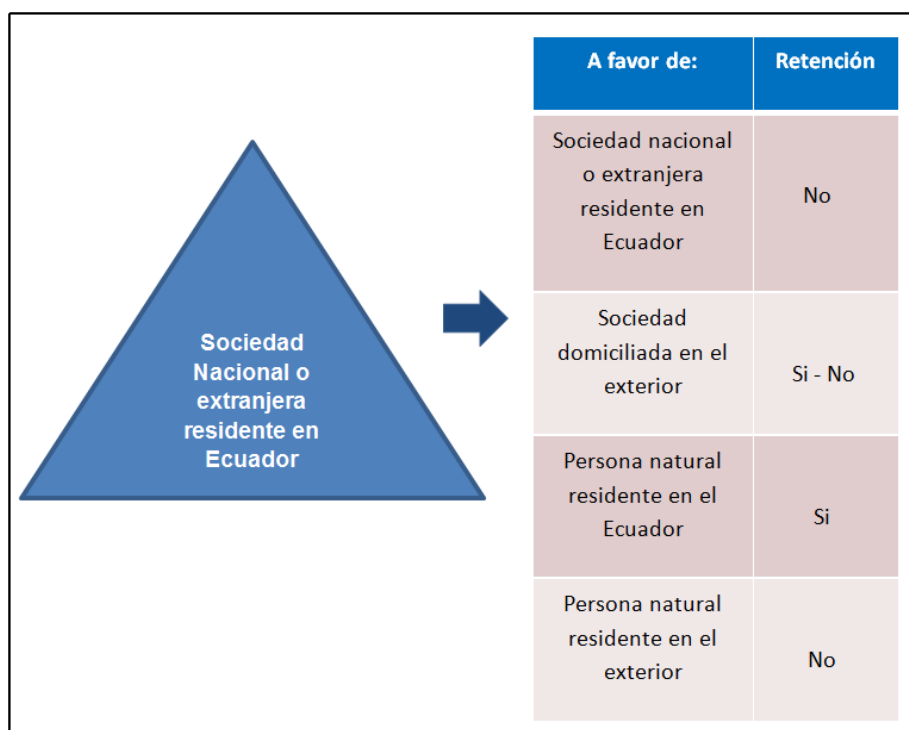 Sociedad
Nacional o
extranjera
residente en
Ecuador
A favor de:
Retención
Sociedad nacional
o extranjera
residente en
Ecuador
No
Sociedad
domiciliada en el
exterior
Si - No
Persona natural
residente en el
Ecuador
Si
Persona natural
residente en el
exterior
No